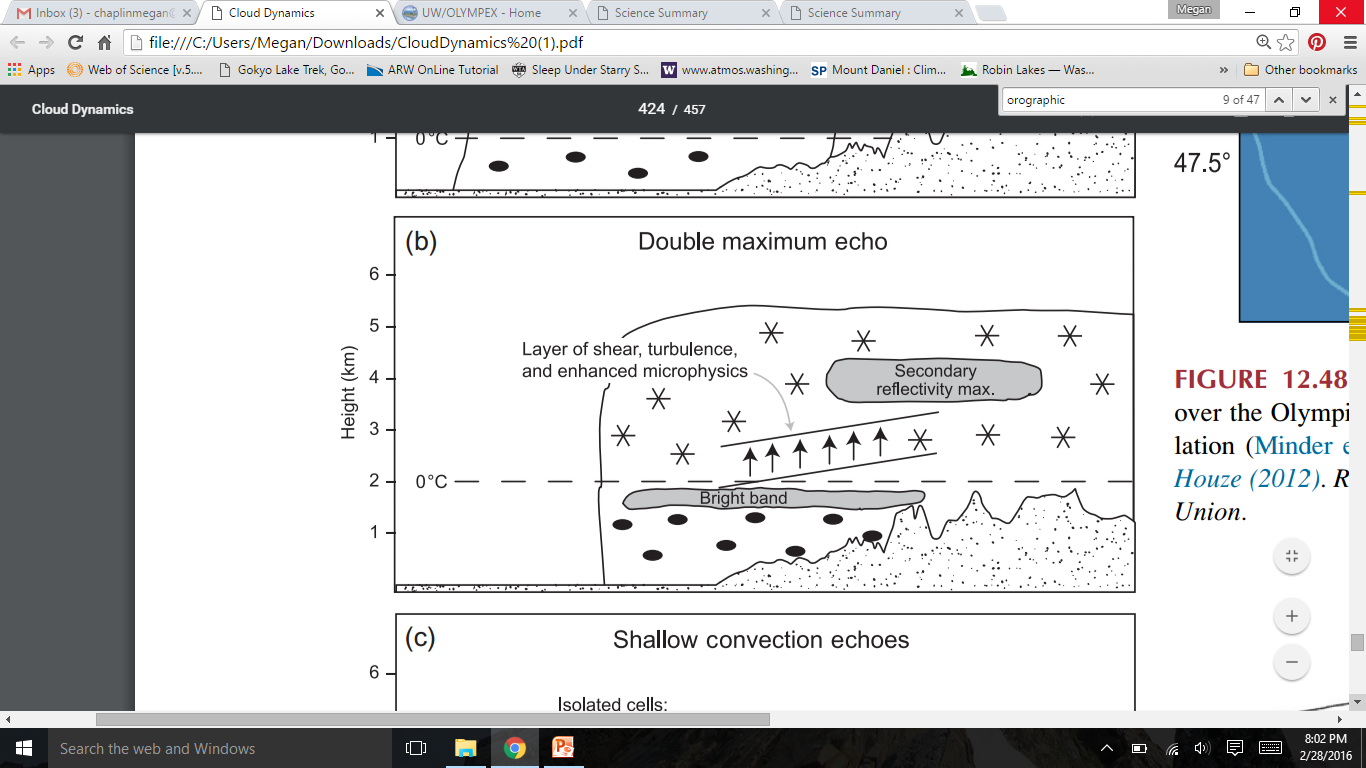 Inbox (3) - chaplinmegan@
Cloud Dynamics
UW/OLYMPEX - Home
Science Summary
Science Summary
Megan
file:///C:/Users/Megan/Downloads/CloudDynamics%20(1).pdf
Apps
Web of Science [v.5....
Gokyo Lake Trek, Go...
ARW OnLine Tutorial
Sleep Under Starry S...
W www.atmos.washing...
SP Mount Daniel : Clim...
Robin Lakes — Was...
»
Other bookmarks
Cloud Dynamics
424 / 457
orographic
9 of 47
1
0°C
47.5°
(b)
Double maximum echo
6
5
4
3
2
1
Height (km)
Layer of shear, turbulence,
and enhanced microphysics
Secondary
reflectivity max.
0°C
Bright band
FIGURE 12.48
over the Olympi
lation (Minder e
Houze (2012). R
Union.
(c)
Shallow convection echoes
6
Isolated cells:
Search the web and Windows
8:02 PM
2/28/2016